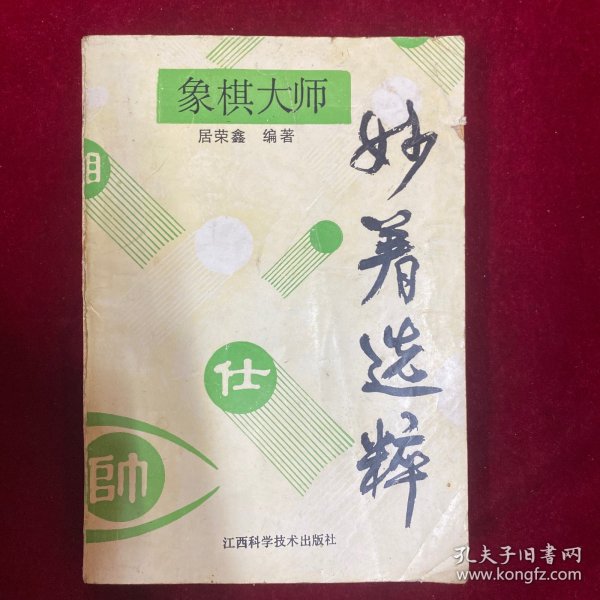 象棋大师
居荣鑫 编著
妙着选粹
相
仕
帥
江西科学技术出版社
孔夫子旧书网
www.kongfz.com